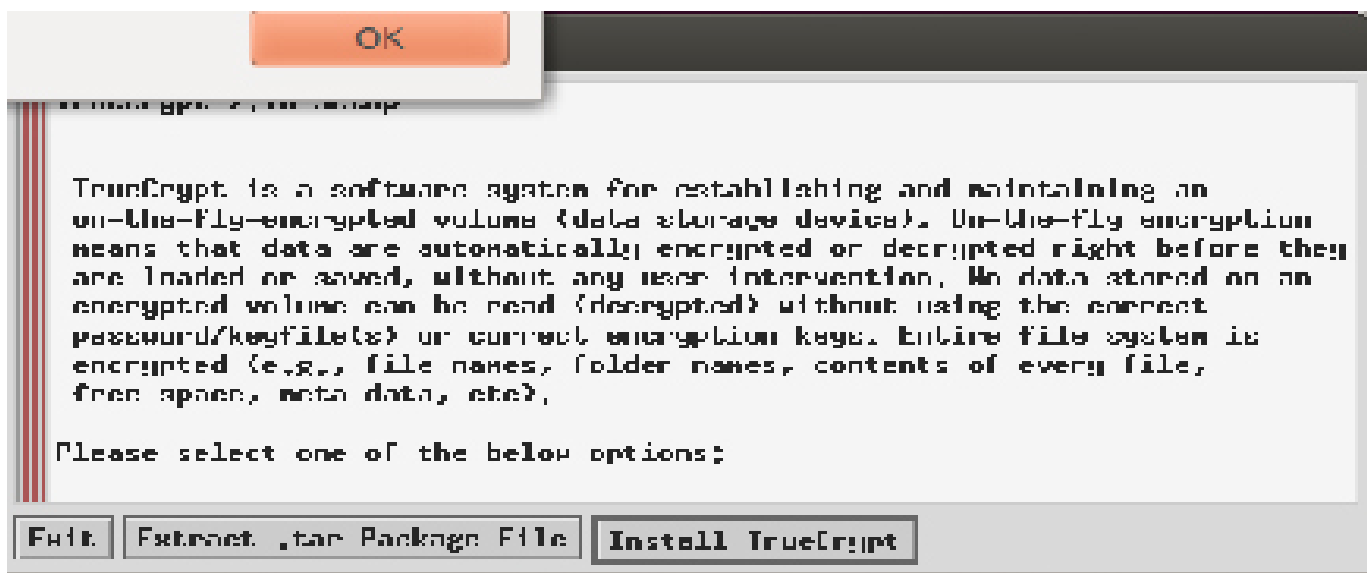 OK
TrueCrypt is a software system for establishing and maintaining an
on-the-fly-encrypted volume (data storage device). On-the-fly encryption
means that data are automatically encrypted or decrypted right before they
are loaded or saved, without any user intervention. No data stored on an
encrypted volume can be read (decrypted) without using the correct
password/keyfile(s) or correct encryption keys. Entire file system is
encrypted (e.g., file names, folder names, contents of every file,
free space, meta data, etc).
Please select one of the below options:
Exit Extract .tar Package File Install TrueCrypt